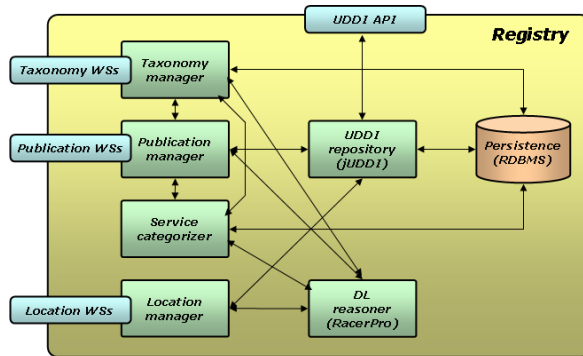 UDDI API
Registry
Taxonomy WSs
Taxonomy
manager
Publication WSs
Publication
manager
UDDI
repository
(jUDDI)
Persistence
(RDBMS)
Service
categorizer
Location WSs
Location
manager
DL
reasoner
(RacerPro)